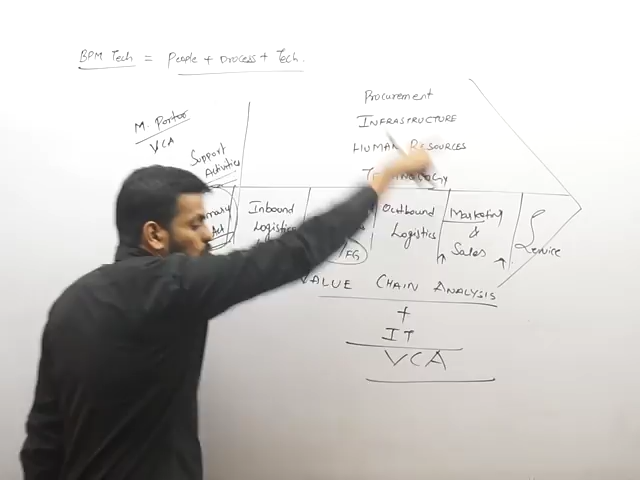 BPM Tech = People + Process + Tech.
M. Porter
VCA
Support
Activities
Procurement
INFRASTRUCTURE
HUMAN RESOURCES
Act
Inbound
Logistics
FG
Outbound
Logistics
Marketing
&
Sales
Service
VALUE CHAIN ANALYSIS
+
IT
VCA